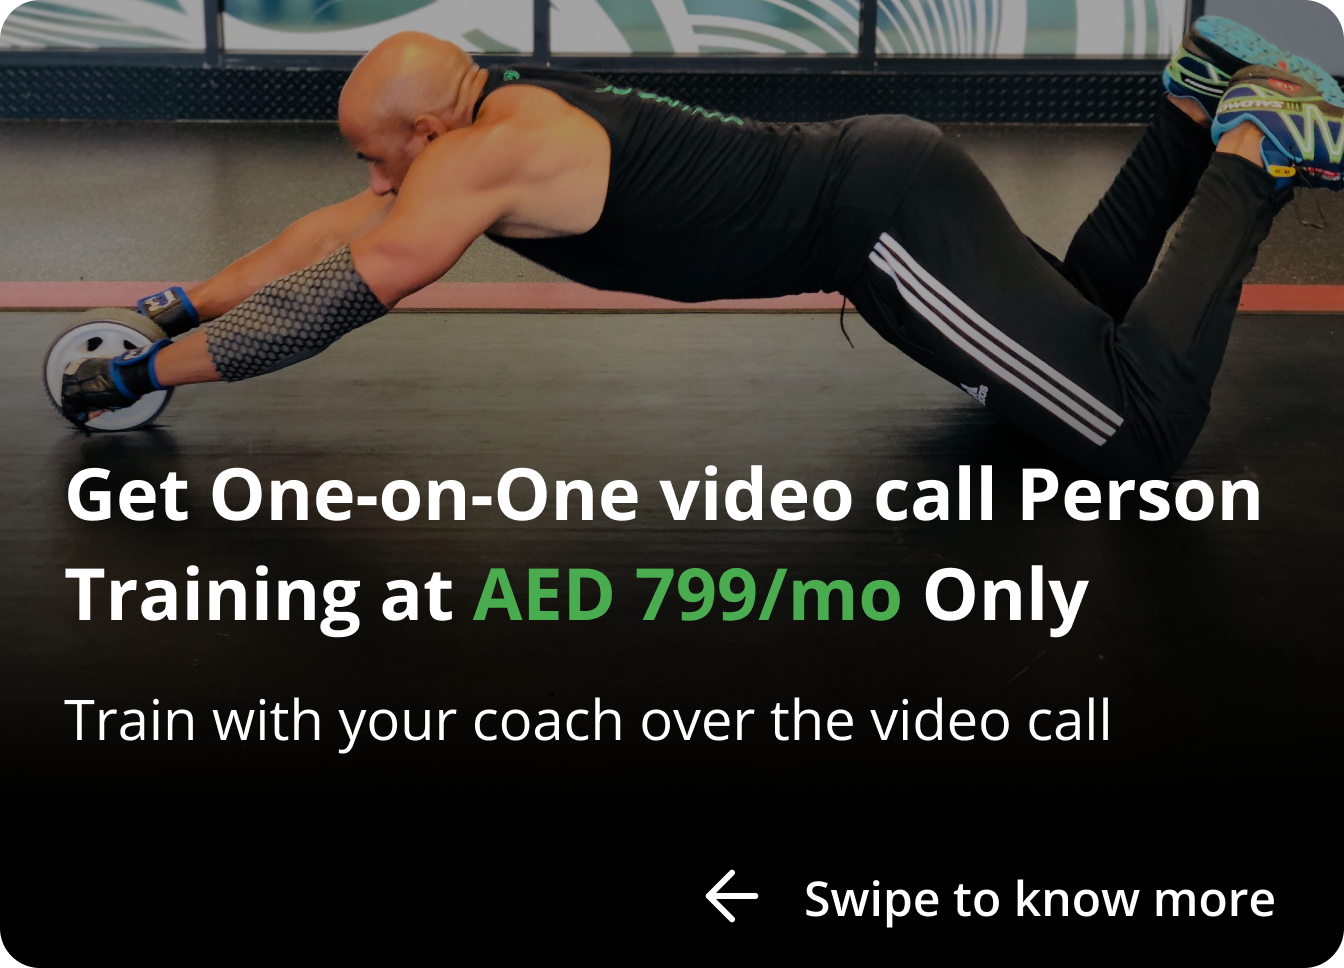 Get One-on-One video call Person
Training at AED 799/mo Only
Train with your coach over the video call
Swipe to know more